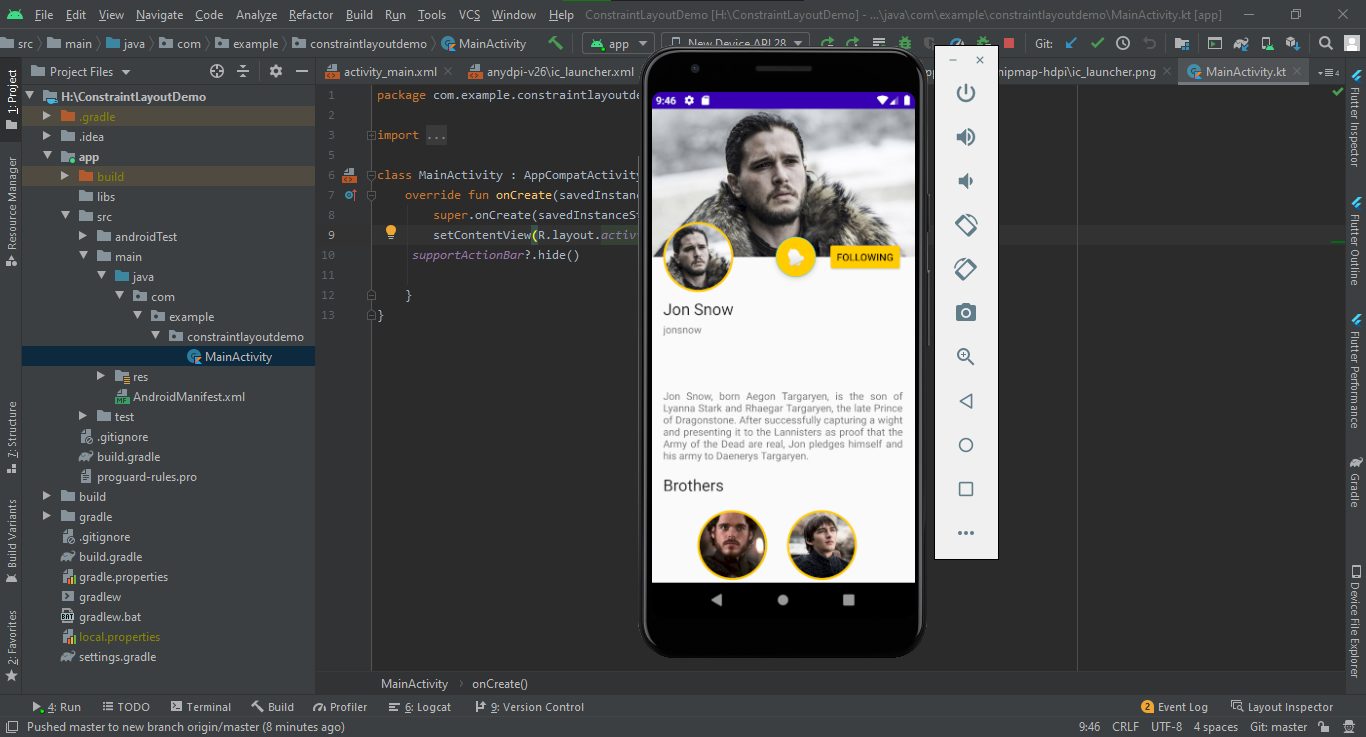 File Edit View Navigate Code Analyze Refactor Build Run Tools VCS Window Help ConstraintLayoutDemo [H:\ConstraintLayoutDemo] - ...\java\com\example\constraintlayoutdemo\MainActivity.kt [app]
src main java com example constraintlayoutdemo MainActivity app New Device API 28 Git:
Project Files activity_main.xml anydpi-v26\ic_launcher.xml mipmap-hdpi\ic_launcher.png MainActivity.kt 4
1: Project
Resource Manager
7: Structure
Build Variants
2: Favorites
H:\ConstraintLayoutDemo
.gradle
.idea
app
build
libs
src
androidTest
main
java
com
example
constraintlayoutdemo
MainActivity
res
AndroidManifest.xml
test
.gitignore
build.gradle
proguard-rules.pro
build
gradle
.gitignore
build.gradle
gradle.properties
gradlew
gradlew.bat
local.properties
settings.gradle
1 package com.example.constraintlayoutde
2
3 import ...
5
6 class MainActivity : AppCompatActivity
7 override fun onCreate(savedInstanc
8 super.onCreate(savedInstanceSt
9 setContentView(R.layout.activi
10 supportActionBar?.hide()
11
12 }
13 }
9:46
FOLLOWING
Jon Snow
jonsnow
Jon Snow, born Aegon Targaryen, is the son of
Lyanna Stark and Rhaegar Targaryen, the late Prince
of Dragonstone. After successfully capturing a wight
and presenting it to the Lannisters as proof that the
Army of the Dead are real, Jon pledges himself and
his army to Daenerys Targaryen.
Brothers
Flutter Inspector
Flutter Outline
Flutter Performance
Gradle
Device File Explorer
MainActivity › onCreate()
4: Run TODO Terminal Build Profiler 6: Logcat 9: Version Control 2 Event Log Layout Inspector
Pushed master to new branch origin/master (8 minutes ago) 9:46 CRLF UTF-8 4 spaces Git: master